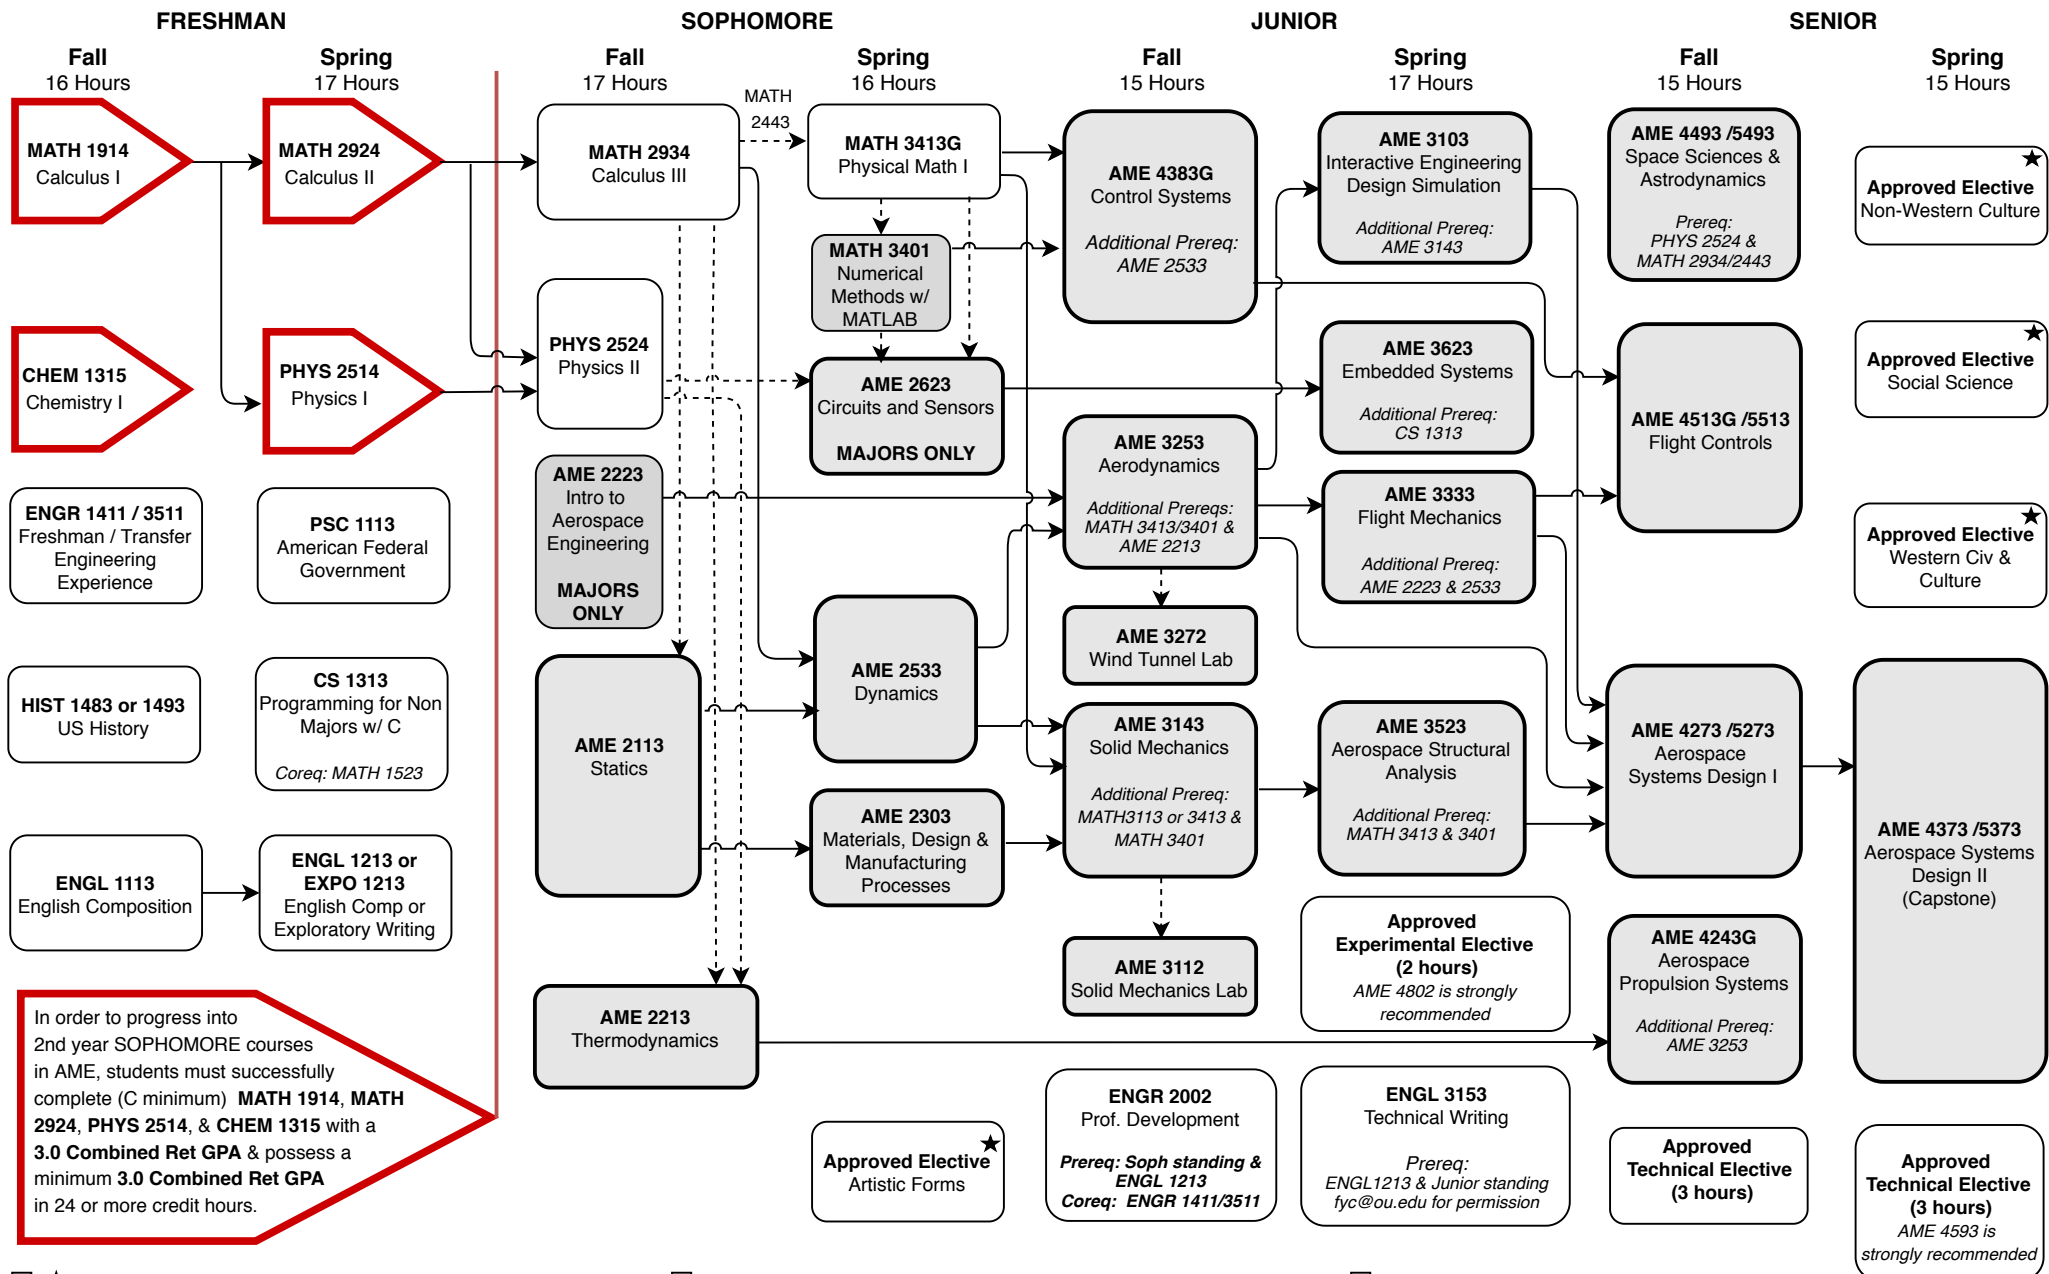 FRESHMAN
SOPHOMORE
JUNIOR
SENIOR
Fall
16 Hours
Spring
17 Hours
Fall
17 Hours
Spring
16 Hours
Fall
15 Hours
Spring
17 Hours
Fall
15 Hours
Spring
15 Hours
MATH 1914
Calculus I
CHEM 1315
Chemistry I
ENGR 1411 / 3511
Freshman / Transfer
Engineering
Experience
HIST 1483 or 1493
US History
ENGL 1113
English Composition
In order to progress into
2nd year SOPHOMORE courses
in AME, students must successfully
complete (C minimum) MATH 1914, MATH
2924, PHYS 2514, & CHEM 1315 with a
3.0 Combined Ret GPA & possess a
minimum 3.0 Combined Ret GPA
in 24 or more credit hours.
MATH 2924
Calculus II
PHYS 2514
Physics I
PSC 1113
American Federal
Government
CS 1313
Programming for Non
Majors w/ C
Coreq: MATH 1523
ENGL 1213 or
EXPO 1213
English Comp or
Exploratory Writing
MATH 2934
Calculus III
MATH
2443
PHYS 2524
Physics II
AME 2223
Intro to
Aerospace
Engineering
MAJORS
ONLY
AME 2113
Statics
AME 2213
Thermodynamics
MATH 3413G
Physical Math I
MATH 3401
Numerical
Methods w/
MATLAB
AME 2623
Circuits and Sensors
MAJORS ONLY
AME 2533
Dynamics
AME 2303
Materials, Design &
Manufacturing
Processes
Approved Elective
Artistic Forms
AME 4383G
Control Systems
Additional Prereq:
AME 2533
AME 3253
Aerodynamics
Additional Prereqs:
MATH 3413/3401 &
AME 2213
AME 3272
Wind Tunnel Lab
AME 3143
Solid Mechanics
Additional Prereq:
MATH3113 or 3413 &
MATH 3401
AME 3112
Solid Mechanics Lab
ENGR 2002
Prof. Development
Prereq: Soph standing &
ENGL 1213
Coreq: ENGR 1411/3511
AME 3103
Interactive Engineering
Design Simulation
Additional Prereq:
AME 3143
AME 3623
Embedded Systems
Additional Prereq:
CS 1313
AME 3333
Flight Mechanics
Additional Prereq:
AME 2223 & 2533
AME 3523
Aerospace Structural
Analysis
Additional Prereq:
MATH 3413 & 3401
Approved
Experimental Elective
(2 hours)
AME 4802 is strongly
recommended
ENGL 3153
Technical Writing
Prereq:
ENGL1213 & Junior standing
fyc@ou.edu for permission
AME 4493 /5493
Space Sciences &
Astrodynamics
Prereq:
PHYS 2524 &
MATH 2934/2443
AME 4513G /5513
Flight Controls
AME 4273 /5273
Aerospace
Systems Design I
AME 4243G
Aerospace
Propulsion Systems
Additional Prereq:
AME 3253
Approved
Technical Elective
(3 hours)
Approved Elective
Non-Western Culture
Approved Elective
Social Science
Approved Elective
Western Civ &
Culture
AME 4373 /5373
Aerospace Systems
Design II
(Capstone)
Approved
Technical Elective
(3 hours)
AME 4593 is
strongly recommended